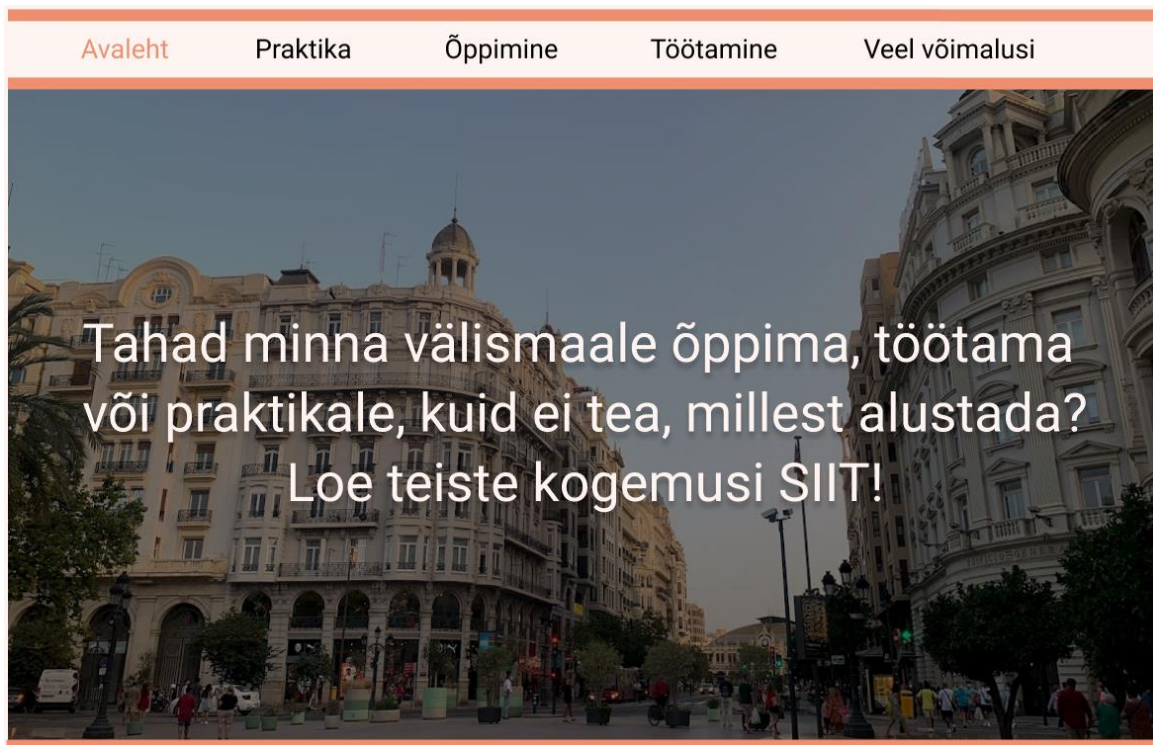 Avaleht Praktika Õppimine Töötamine Veel võimalusi
Tahad minna välismaale õppima, töötama
või praktikale, kuid ei tea, millest alustada?
Loe teiste kogemusi SIIT!